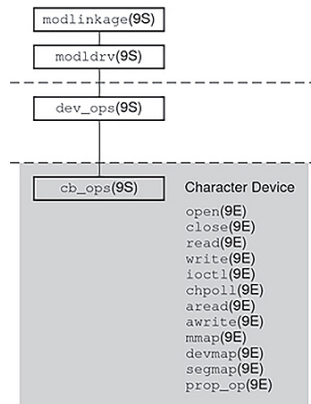 modlinkage(9S)
modldrv(9S)
dev_ops(9S)
cb_ops(9S)
Character Device
open(9E)
close(9E)
read(9E)
write(9E)
ioctl(9E)
chpoll(9E)
aread(9E)
awrite(9E)
mmap(9E)
devmap(9E)
segmap(9E)
prop_op(9E)